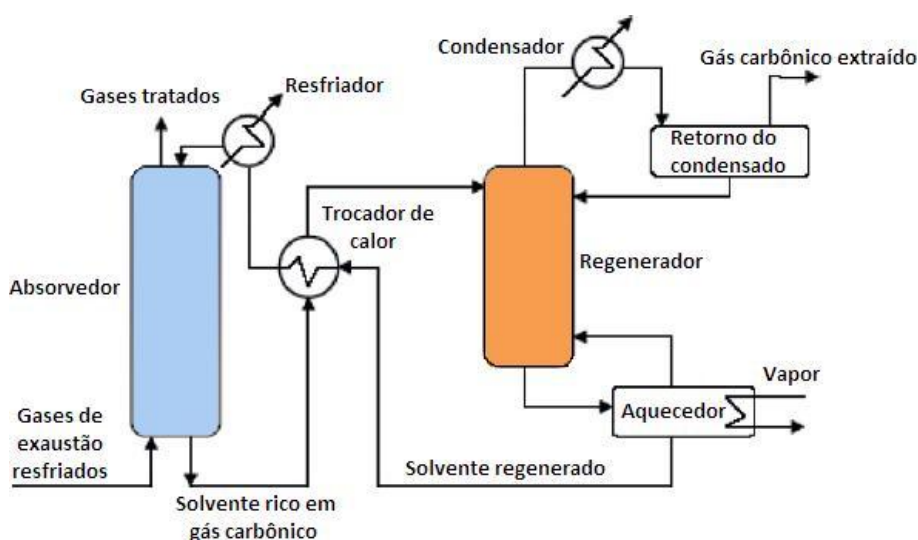 Condensador
Gás carbônico extraído
Gases tratados
Resfriador
Retorno do
condensado
Trocador de
calor
Absorvedor
Regenerador
Vapor
Aquecedor
Gases de
exaustão
resfriados
Solvente regenerado
Solvente rico em
gás carbônico